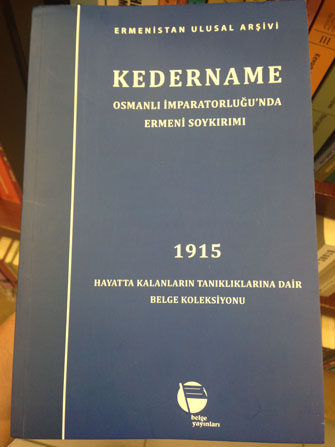 ERMENİSTAN ULUSAL ARŞİVİ
KEDERNAME
OSMANLI İMPARATORLUĞU'NDA
ERMENİ SOYKIRIMI
1915
HAYATTA KALANLARIN TANIKLIKLARINA DAİR
BELGE KOLEKSİYONU
belge
yayınları